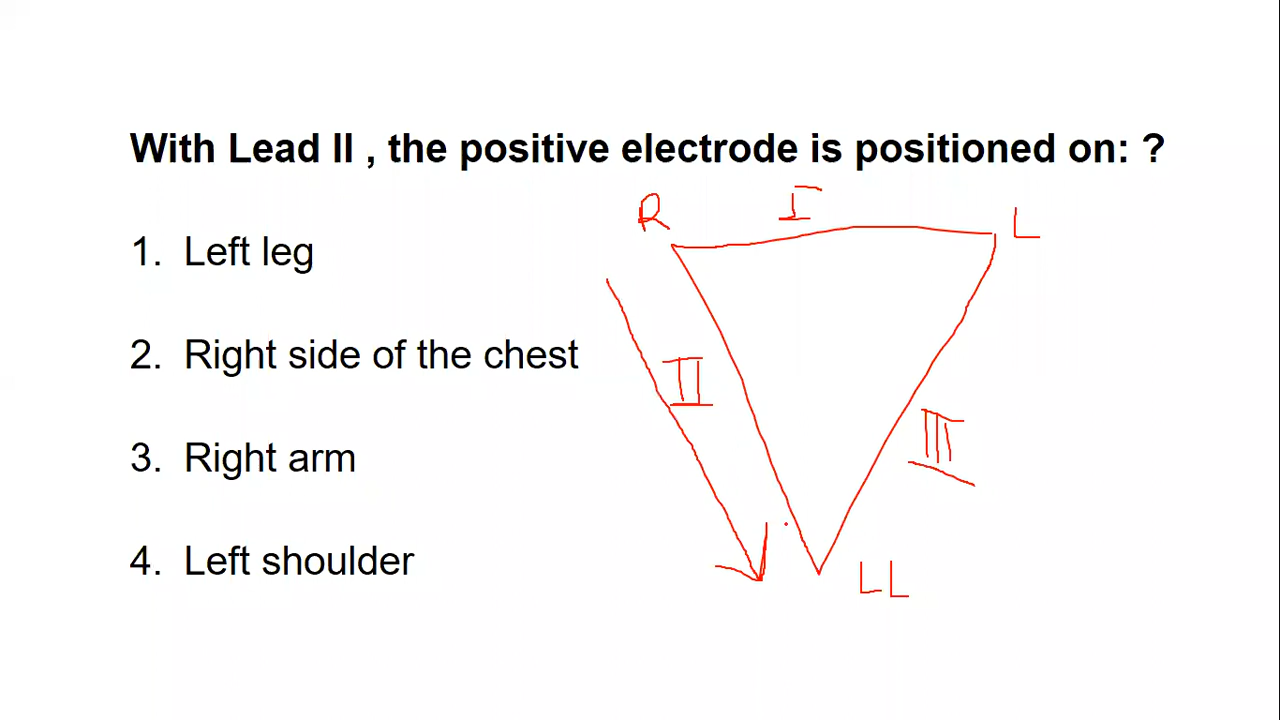 With Lead II , the positive electrode is positioned on: ?
R I L
1. Left leg
2. Right side of the chest
II
III
3. Right arm
4. Left shoulder
LL